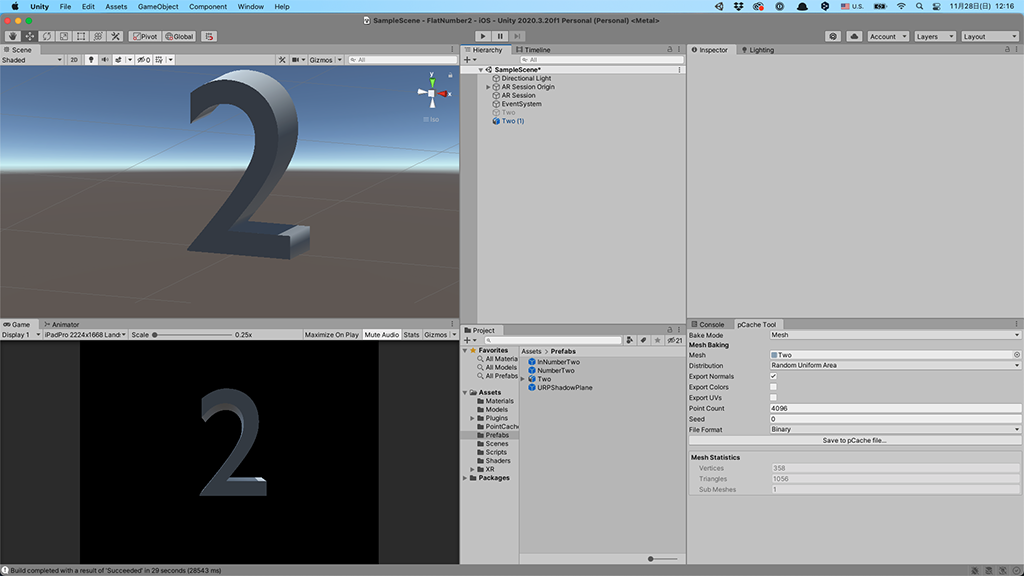 Unity File Edit Assets GameObject Component Window Help U.S. 11月28日(日) 12:16
SampleScene - FlatNumber2 - iOS - Unity 2020.3.20f1 Personal (Personal) <Metal>
Pivot Global Account Layers Layout
Scene
Shaded 2D 0 Gizmos All
y
x
Iso
Hierarchy Timeline
All
SampleScene*
Directional Light
AR Session Origin
AR Session
EventSystem
Two
Two (1)
Inspector Lighting
Game Animator
Display 1 iPadPro 2224x1668 Landi Scale 0.25x Maximize On Play Mute Audio Stats Gizmos
Project
21
Favorites
All Materia
All Models
All Prefabs
Assets
Materials
Models
Plugins
PointCache
Prefabs
Scenes
Scripts
Shaders
XR
Packages
Assets > Prefabs
InNumberTwo
NumberTwo
Two
URPShadowPlane
Console pCache Tool
Bake Mode Mesh
Mesh Baking
Mesh Two
Distribution Random Uniform Area
Export Normals
Export Colors
Export UVs
Point Count 4096
Seed 0
File Format Binary
Save to pCache file...
Mesh Statistics
Vertices 358
Triangles 1056
Sub Meshes 1
Build completed with a result of 'Succeeded' in 29 seconds (28543 ms)
2
2